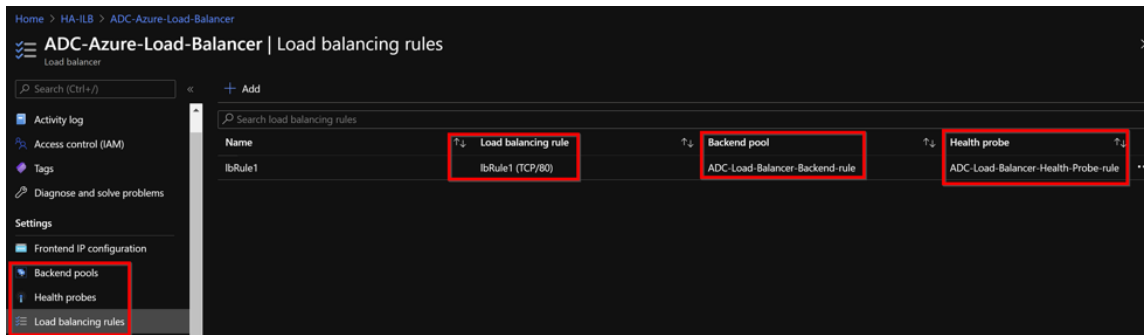 Home > HA-ILB > ADC-Azure-Load-Balancer
ADC-Azure-Load-Balancer | Load balancing rules
Load balancer
Search (Ctrl+/)
«
+ Add
Activity log
Access control (IAM)
Tags
Diagnose and solve problems
Settings
Frontend IP configuration
Backend pools
Health probes
Load balancing rules
Search load balancing rules
Name ↑↓ Load balancing rule ↑↓ Backend pool ↑↓ Health probe ↑↓
lbRule1 lbRule1 (TCP/80) ADC-Load-Balancer-Backend-rule ADC-Load-Balancer-Health-Probe-rule